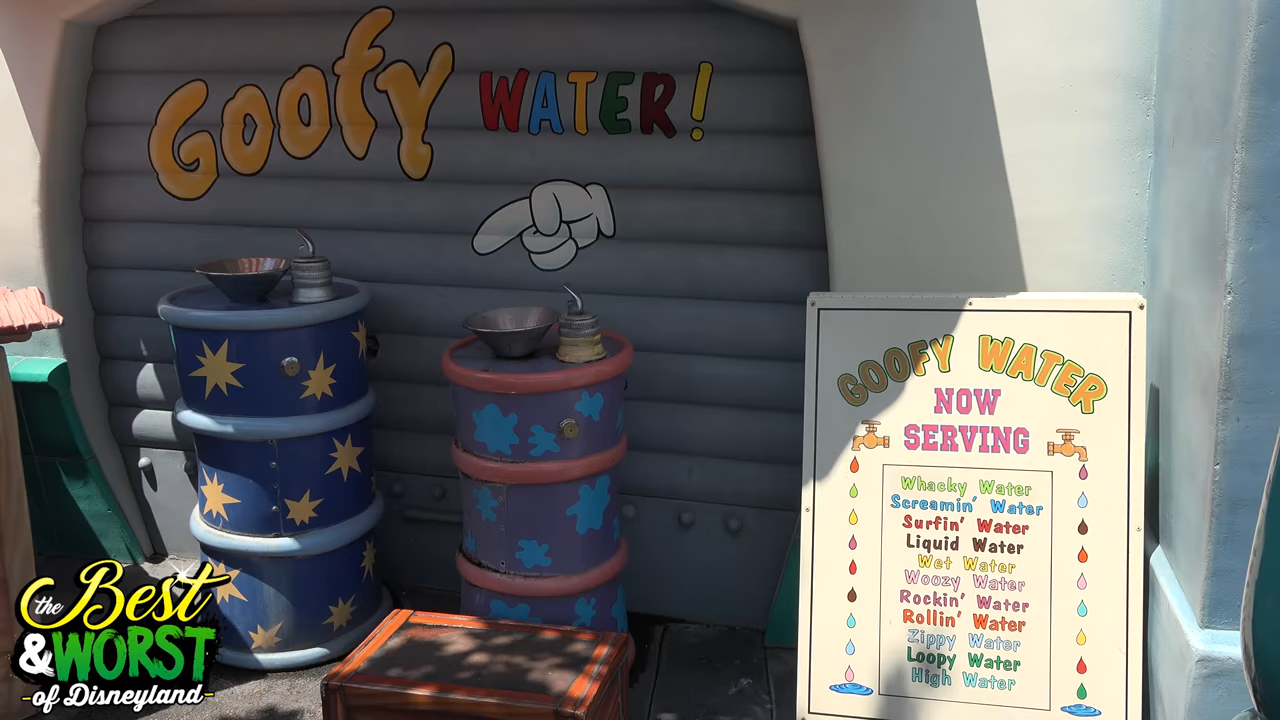 Goofy WATER!
GOOFY WATER
NOW
SERVING
Whacky Water
Screamin' Water
Surfin' Water
Liquid Water
Wet Water
Woozy Water
Rockin' Water
Rollin' Water
Zippy Water
Loopy Water
High Water
the Best
& WORST
-of Disneyland-